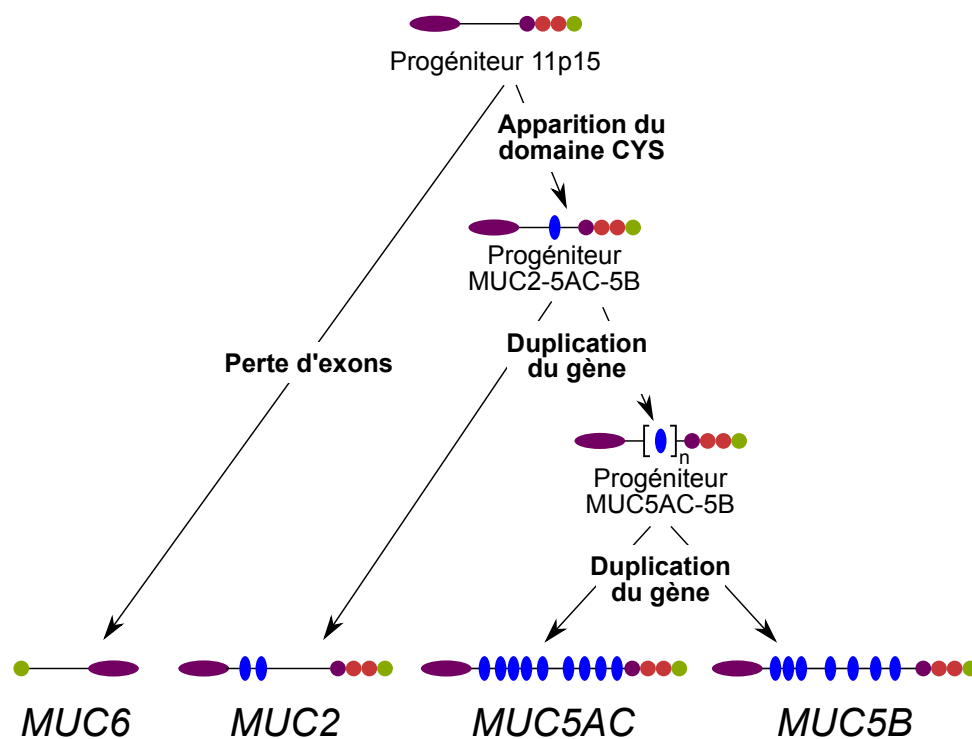 Progéniteur 11p15
Apparition du
domaine CYS
Progéniteur
MUC2-5AC-5B
Perte d'exons
Duplication
du gène
[ ]n
Progéniteur
MUC5AC-5B
Duplication
du gène
MUC6
MUC2
MUC5AC
MUC5B